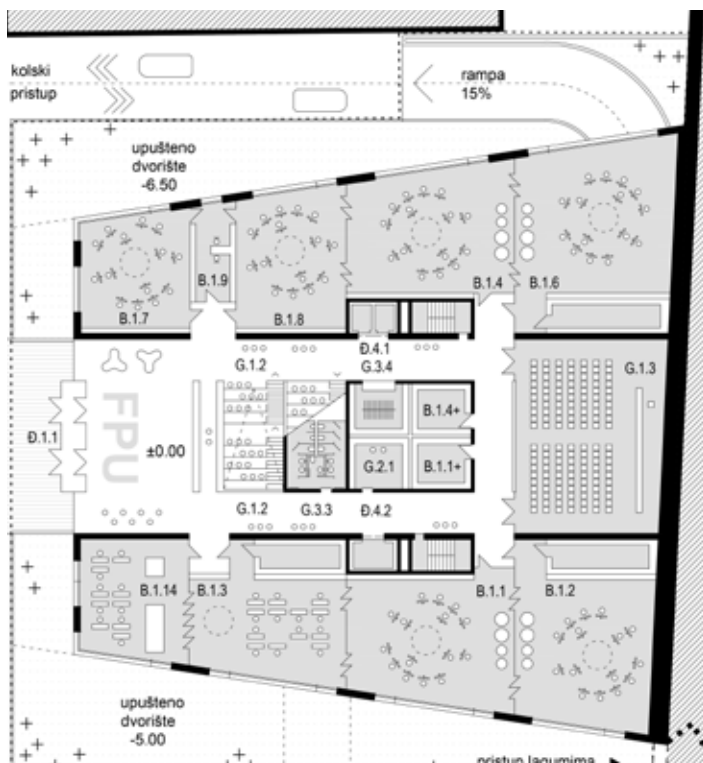 kolski
pristup
rampa
15%
upušteno
dvorište
-6.50
B.1.9
B.1.7
B.1.8
B.1.4
B.1.6
Đ.4.1
G.1.2
G.3.4
G.1.3
B.1.4+
Đ.1.1
FPU
±0.00
G.2.1
B.1.1+
G.1.2
G.3.3
Đ.4.2
B.1.14
B.1.3
B.1.1
B.1.2
upušteno
dvorište
-5.00
pristup lagumima